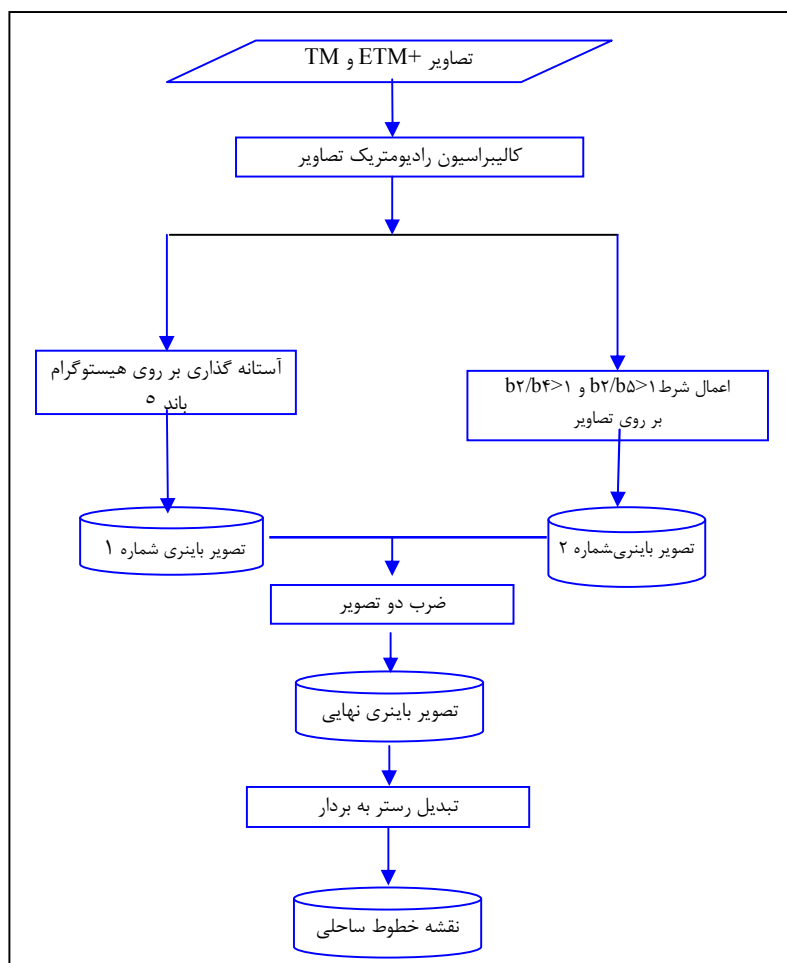 تصاویر ETM+ و TM
کالیبراسیون رادیومتریک تصاویر
آستانه گذاری بر روی هیستوگرام
باند ٥
اعمال شرط b۲/b۵>۱ و b۲/b۴>۱
بر روی تصاویر
تصویر باینری شماره ۱
تصویر باینری شماره ۲
ضرب دو تصویر
تصویر باینری نهایی
تبدیل رستر به بردار
نقشه خطوط ساحلی